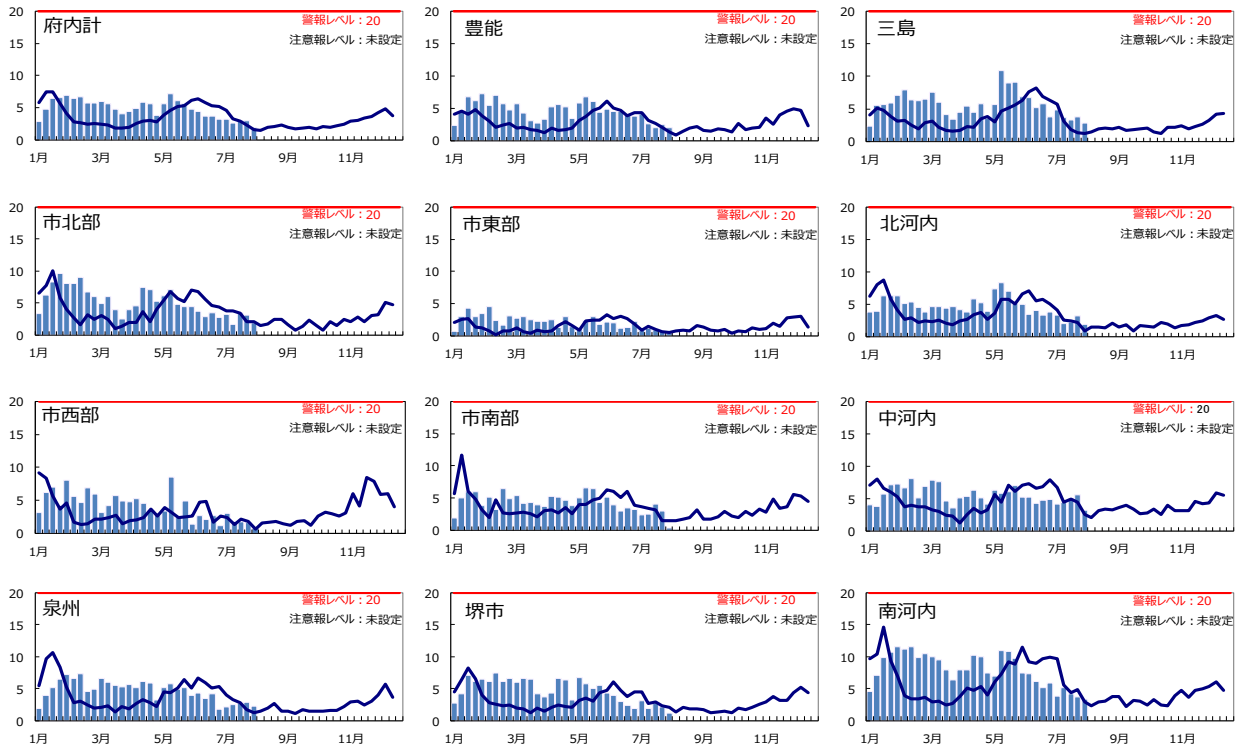 府内計
警報レベル：20
注意報レベル：未設定
20
15
10
5
0
1月 3月 5月 7月 9月 11月
豊能
警報レベル：20
注意報レベル：未設定
20
15
10
5
0
1月 3月 5月 7月 9月 11月
三島
警報レベル：20
注意報レベル：未設定
20
15
10
5
0
1月 3月 5月 7月 9月 11月
市北部
警報レベル：20
注意報レベル：未設定
20
15
10
5
0
1月 3月 5月 7月 9月 11月
市東部
警報レベル：20
注意報レベル：未設定
20
15
10
5
0
1月 3月 5月 7月 9月 11月
北河内
警報レベル：20
注意報レベル：未設定
20
15
10
5
0
1月 3月 5月 7月 9月 11月
市西部
警報レベル：20
注意報レベル：未設定
20
15
10
5
0
1月 3月 5月 7月 9月 11月
市南部
警報レベル：20
注意報レベル：未設定
20
15
10
5
0
1月 3月 5月 7月 9月 11月
中河内
警報レベル：20
注意報レベル：未設定
20
15
10
5
0
1月 3月 5月 7月 9月 11月
泉州
警報レベル：20
注意報レベル：未設定
20
15
10
5
0
1月 3月 5月 7月 9月 11月
堺市
警報レベル：20
注意報レベル：未設定
20
15
10
5
0
1月 3月 5月 7月 9月 11月
南河内
警報レベル：20
注意報レベル：未設定
20
15
10
5
0
1月 3月 5月 7月 9月 11月